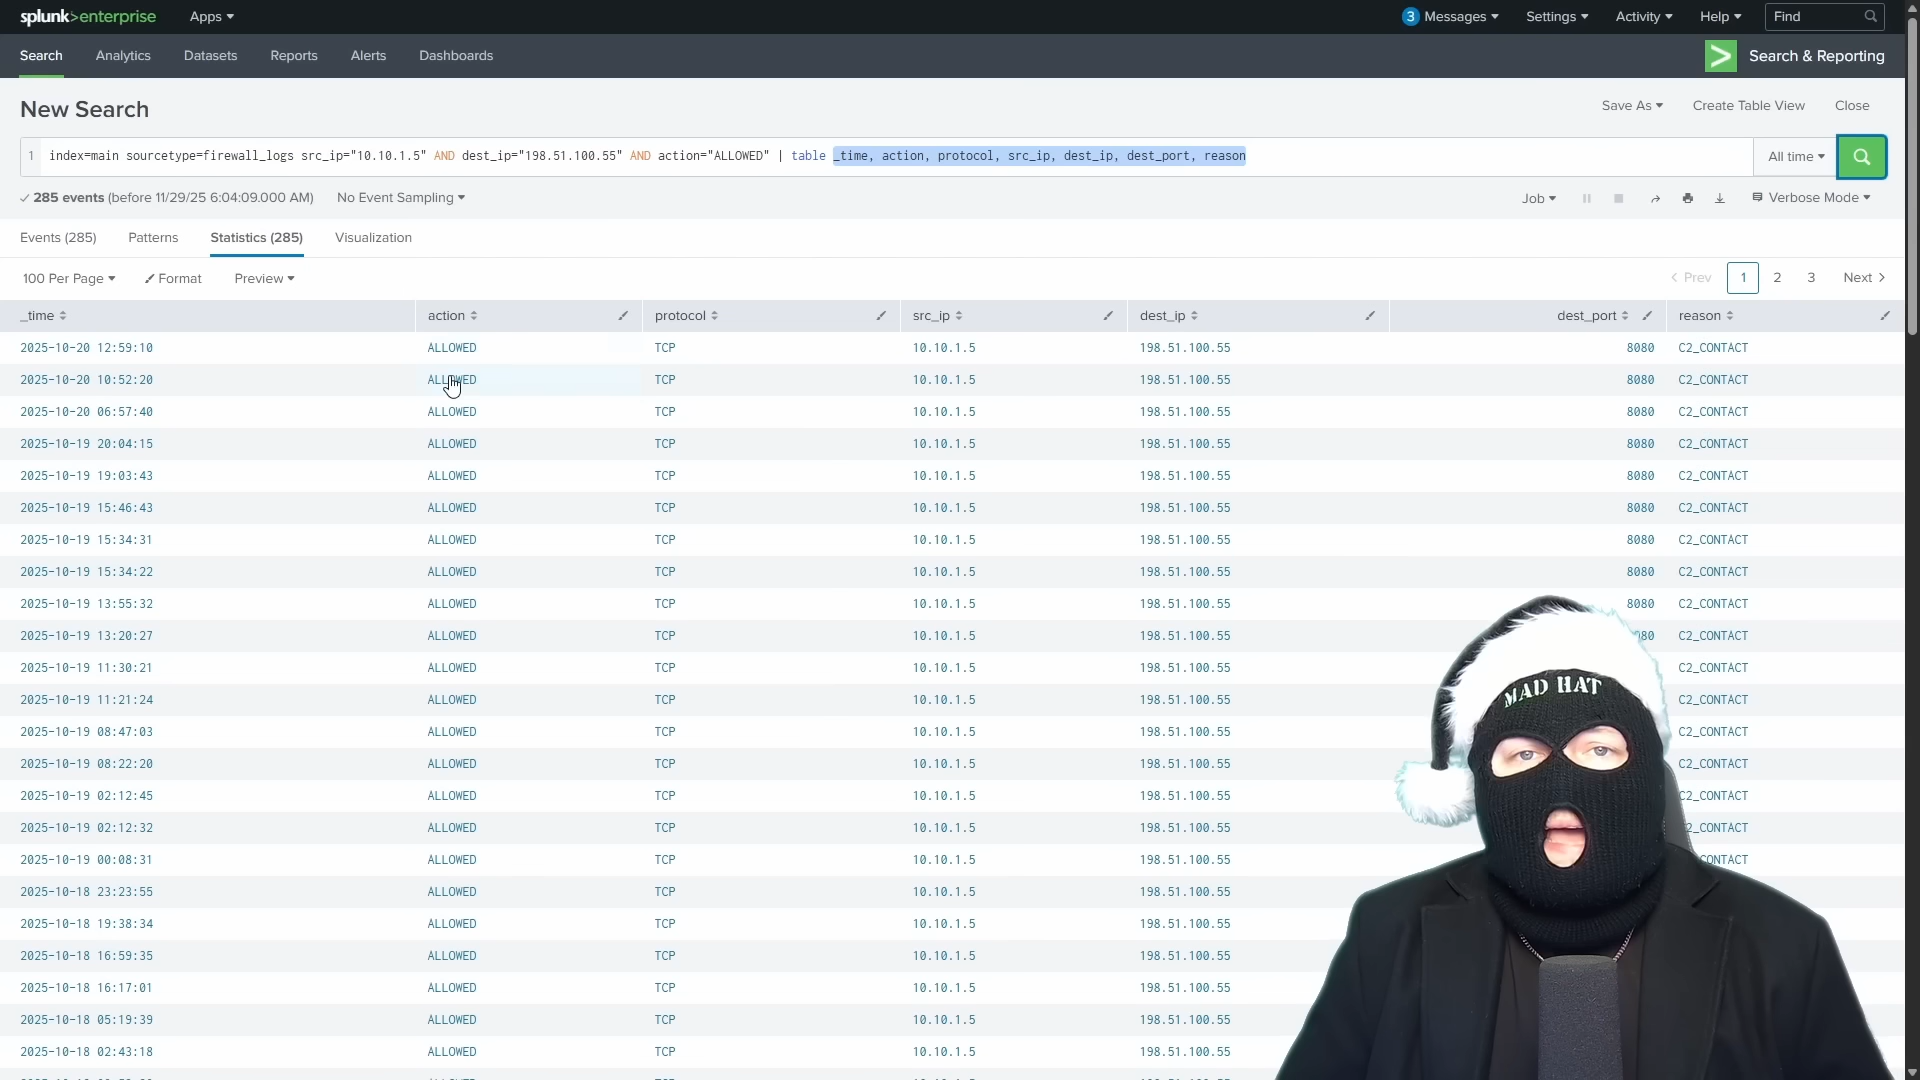 splunk>enterprise Apps 3 Messages Settings Activity Help Find
Search Analytics Datasets Reports Alerts Dashboards Search & Reporting
New Search Save As Create Table View Close
1 index=main sourcetype=firewall_logs src_ip="10.10.1.5" AND dest_ip="198.51.100.55" AND action="ALLOWED" | table _time, action, protocol, src_ip, dest_ip, dest_port, reason All time
285 events (before 11/29/25 6:04:09.000 AM) No Event Sampling Job Verbose Mode
Events (285) Patterns Statistics (285) Visualization
100 Per Page Format Preview Prev 1 2 3 Next
_time action protocol src_ip dest_ip dest_port reason
2025-10-20 12:59:10 ALLOWED TCP 10.10.1.5 198.51.100.55 8080 C2_CONTACT
2025-10-20 10:52:20 ALLOWED TCP 10.10.1.5 198.51.100.55 8080 C2_CONTACT
2025-10-20 06:57:40 ALLOWED TCP 10.10.1.5 198.51.100.55 8080 C2_CONTACT
2025-10-19 20:04:15 ALLOWED TCP 10.10.1.5 198.51.100.55 8080 C2_CONTACT
2025-10-19 19:03:43 ALLOWED TCP 10.10.1.5 198.51.100.55 8080 C2_CONTACT
2025-10-19 15:46:43 ALLOWED TCP 10.10.1.5 198.51.100.55 8080 C2_CONTACT
2025-10-19 15:34:31 ALLOWED TCP 10.10.1.5 198.51.100.55 8080 C2_CONTACT
2025-10-19 15:34:22 ALLOWED TCP 10.10.1.5 198.51.100.55 8080 C2_CONTACT
2025-10-19 13:55:32 ALLOWED TCP 10.10.1.5 198.51.100.55 8080 C2_CONTACT
2025-10-19 13:20:27 ALLOWED TCP 10.10.1.5 198.51.100.55 80 C2_CONTACT
2025-10-19 11:30:21 ALLOWED TCP 10.10.1.5 198.51.100.55 C2_CONTACT
2025-10-19 11:21:24 ALLOWED TCP 10.10.1.5 198.51.100.55 C2_CONTACT
MAD HAT
2025-10-19 08:47:03 ALLOWED TCP 10.10.1.5 198.51.100.55 C2_CONTACT
2025-10-19 08:22:20 ALLOWED TCP 10.10.1.5 198.51.100.55 C2_CONTACT
2025-10-19 02:12:45 ALLOWED TCP 10.10.1.5 198.51.100.55 C2_CONTACT
2025-10-19 02:12:32 ALLOWED TCP 10.10.1.5 198.51.100.55 2_CONTACT
2025-10-19 00:08:31 ALLOWED TCP 10.10.1.5 198.51.100.55 CONTACT
2025-10-18 23:23:55 ALLOWED TCP 10.10.1.5 198.51.100.55
2025-10-18 19:38:34 ALLOWED TCP 10.10.1.5 198.51.100.55
2025-10-18 16:59:35 ALLOWED TCP 10.10.1.5 198.51.100.55
2025-10-18 16:17:01 ALLOWED TCP 10.10.1.5 198.51.100.55
2025-10-18 05:19:39 ALLOWED TCP 10.10.1.5 198.51.100.55
2025-10-18 02:43:18 ALLOWED TCP 10.10.1.5 198.51.100.55